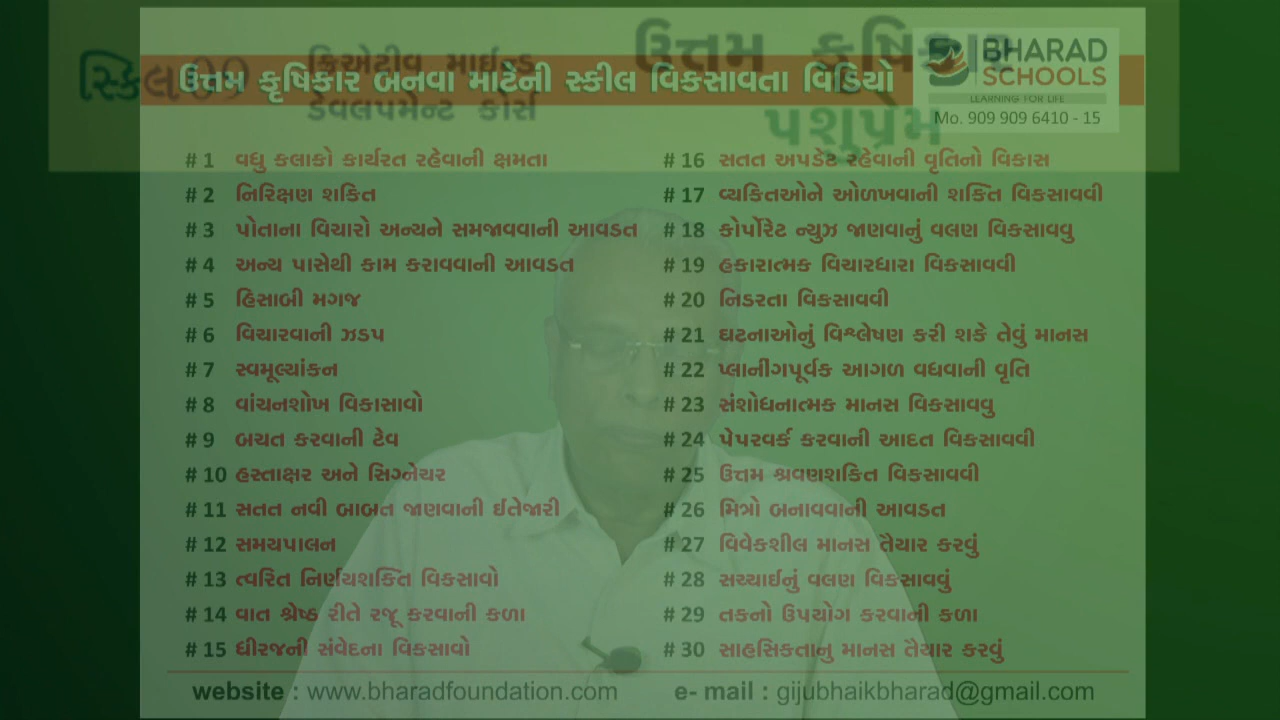 સ્કિલ 09
ક્રિએટીવ માઈન્ડ
ડેવલપમેન્ટ કોર્સ
ઉત્તમ કૃષિકાર
પશુપ્રેમ
ઉત્તમ કૃષિકાર બનવા માટેની સ્કીલ વિકસાવતા વિડિયો
BHARAD
SCHOOLS
LEARNING FOR LIFE
Mo. 909 909 6410 - 15
# 1 વધુ કલાકો કાર્યરત રહેવાની ક્ષમતા
# 2 નિરિક્ષણ શકિત
# 3 પોતાના વિચારો અન્યને સમજાવવાની આવડત
# 4 અન્ય પાસેથી કામ કરાવવાની આવડત
# 5 હિસાબી મગજ
# 6 વિચારવાની ઝડપ
# 7 સ્વમૂલ્યાંકન
# 8 વાંચનશોખ વિકાસાવો
# 9 બચત કરવાની ટેવ
# 10 હસ્તાક્ષર અને સિગ્નેચર
# 11 સતત નવી બાબત જાણવાની ઈતેજારી
# 12 સમયપાલન
# 13 ત્વરિત નિર્ણયશક્તિ વિકસાવો
# 14 વાત શ્રેષ્ઠ રીતે રજૂ કરવાની કળા
# 15 ધીરજની સંવેદના વિકસાવો
# 16 સતત અપડેટ રહેવાની વૃતિનો વિકાસ
# 17 વ્યકિતઓને ઓળખવાની શક્તિ વિકસાવવી
# 18 કોર્પોરેટ ન્યુઝ જાણવાનું વલણ વિકસાવવુ
# 19 હકારાત્મક વિચારધારા વિકસાવવી
# 20 નિડરતા વિકસાવવી
# 21 ઘટનાઓનું વિશ્લેષણ કરી શકે તેવું માનસ
# 22 પ્લાનીંગપૂર્વક આગળ વધવાની વૃતિ
# 23 સંશોધનાત્મક માનસ વિકસાવવુ
# 24 પેપરવર્ક કરવાની આદત વિકસાવવી
# 25 ઉત્તમ શ્રવણશકિત વિકસાવવી
# 26 મિત્રો બનાવવાની આવડત
# 27 વિવેકશીલ માનસ તૈયાર કરવું
# 28 સચ્ચાઈનું વલણ વિકસાવવું
# 29 તકનો ઉપયોગ કરવાની કળા
# 30 સાહસિકતાનુ માનસ તૈયાર કરવું
website : www.bharadfoundation.com
e- mail : gijubhaikbharad@gmail.com